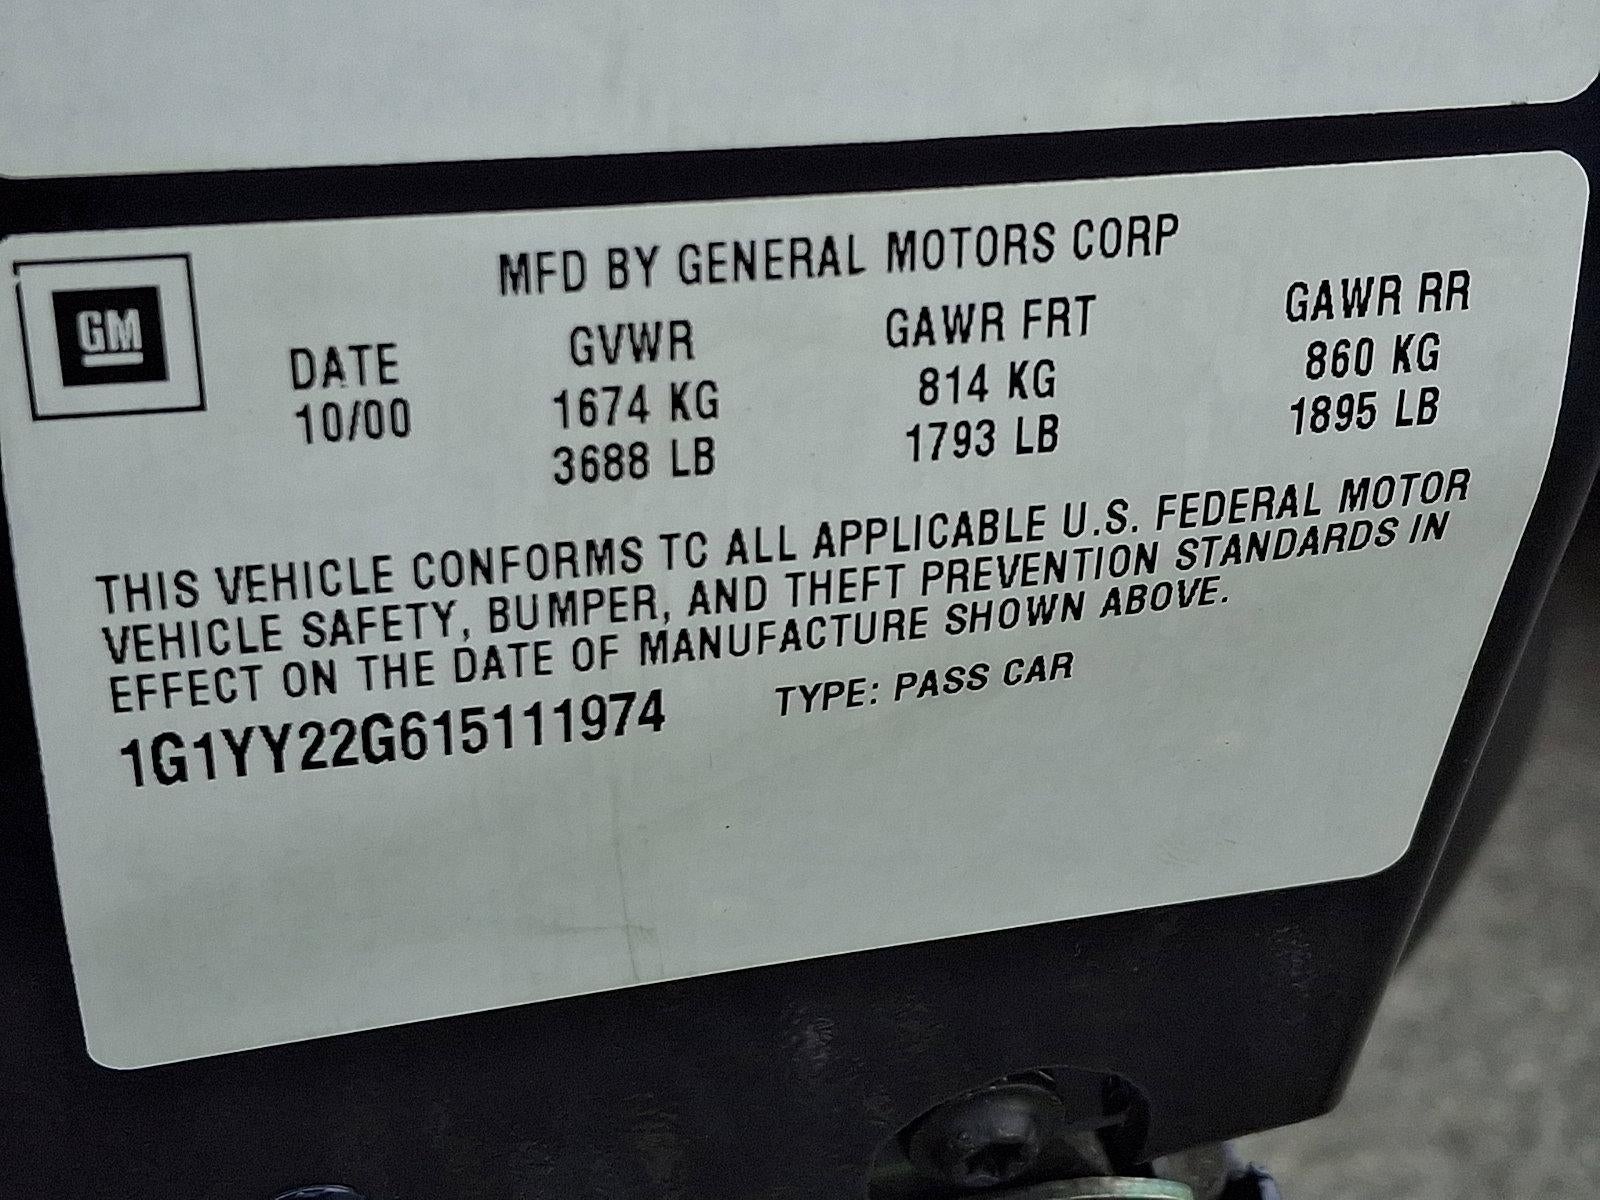 GM
MFD BY GENERAL MOTORS CORP
DATE GVWR GAWR FRT GAWR RR
10/00 1674 KG 814 KG 860 KG
3688 LB 1793 LB 1895 LB
THIS VEHICLE CONFORMS TC ALL APPLICABLE U.S. FEDERAL MOTOR
VEHICLE SAFETY, BUMPER, AND THEFT PREVENTION STANDARDS IN
EFFECT ON THE DATE OF MANUFACTURE SHOWN ABOVE.
1G1YY22G615111974 TYPE: PASS CAR